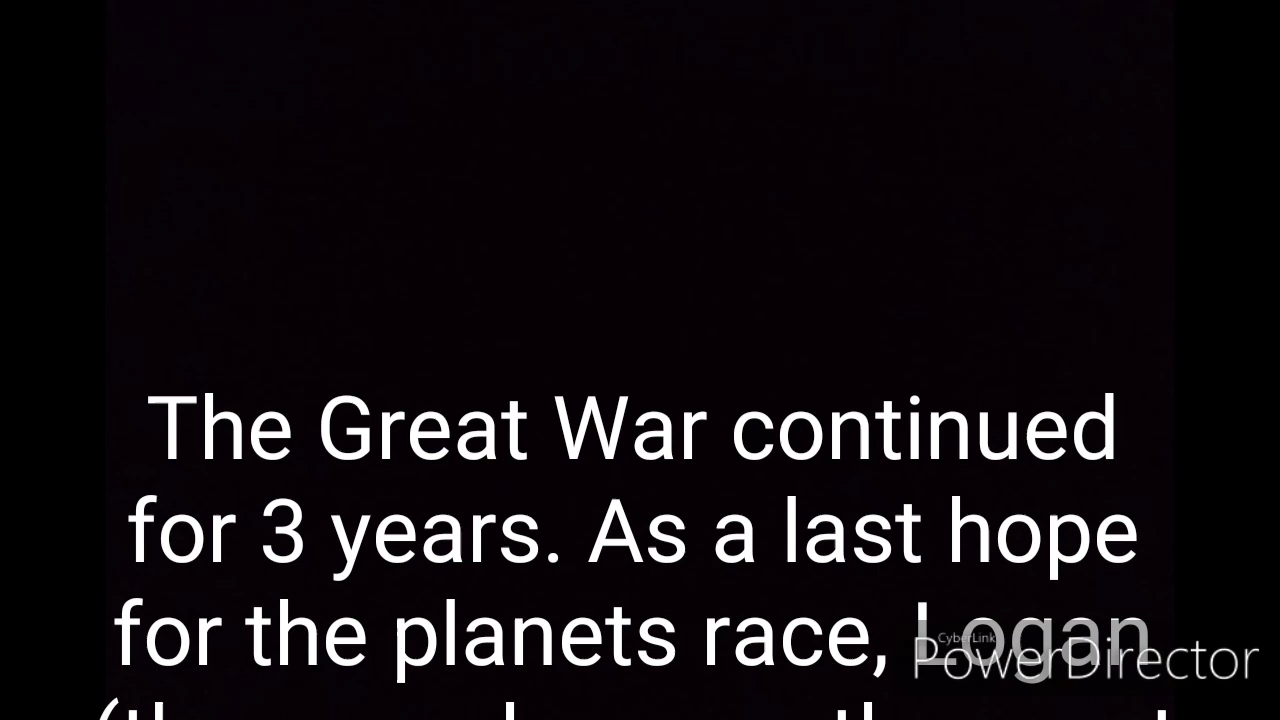 The Great War continued
for 3 years. As a last hope
for the planets race, Logan
CyberLink
PowerDirector